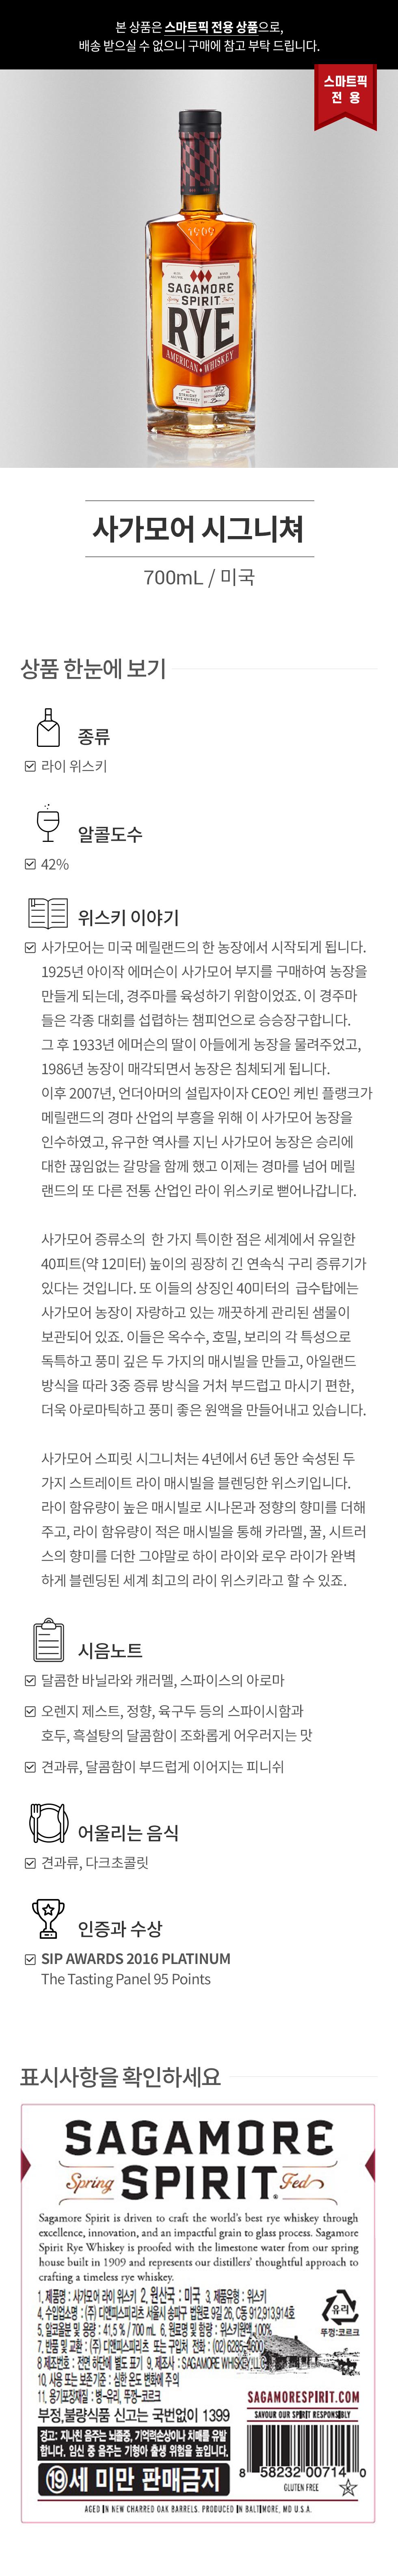 본 상품은 스마트픽 전용 상품으로,
배송 받으실 수 없으니 구매에 참고 부탁 드립니다.
스마트픽
전 용
1909
SAGAMORE
SPIRIT
RYE
AMERICAN WHISKEY
STRAIGHT
RYE WHISKEY
사가모어 시그니쳐
700mL / 미국
상품 한눈에 보기
종류
라이 위스키
알콜도수
42%
위스키 이야기
사가모어는 미국 메릴랜드의 한 농장에서 시작되게 됩니다.
1925년 아이작 에머슨이 사가모어 부지를 구매하여 농장을
만들게 되는데, 경주마를 육성하기 위함이었죠. 이 경주마
들은 각종 대회를 섭렵하는 챔피언으로 승승장구합니다.
그 후 1933년 에머슨의 딸이 아들에게 농장을 물려주었고,
1986년 농장이 매각되면서 농장은 침체되게 됩니다.
이후 2007년, 언더아머의 설립자이자 CEO인 케빈 플랭크가
메릴랜드의 경마 산업의 부흥을 위해 이 사가모어 농장을
인수하였고, 유구한 역사를 지닌 사가모어 농장은 승리에
대한 끊임없는 갈망을 함께 했고 이제는 경마를 넘어 메릴
랜드의 또 다른 전통 산업인 라이 위스키로 뻗어나갑니다.
사가모어 증류소의 한 가지 특이한 점은 세계에서 유일한
40피트(약 12미터) 높이의 굉장히 긴 연속식 구리 증류기가
있다는 것입니다. 또 이들의 상징인 40미터의 급수탑에는
사가모어 농장이 자랑하고 있는 깨끗하게 관리된 샘물이
보관되어 있죠. 이들은 옥수수, 호밀, 보리의 각 특성으로
독특하고 풍미 깊은 두 가지의 매시빌을 만들고, 아일랜드
방식을 따라 3중 증류 방식을 거쳐 부드럽고 마시기 편한,
더욱 아로마틱하고 풍미 좋은 원액을 만들어내고 있습니다.
사가모어 스피릿 시그니처는 4년에서 6년 동안 숙성된 두
가지 스트레이트 라이 매시빌을 블렌딩한 위스키입니다.
라이 함유량이 높은 매시빌로 시나몬과 정향의 향미를 더해
주고, 라이 함유량이 적은 매시빌을 통해 카라멜, 꿀, 시트러
스의 향미를 더한 그야말로 하이 라이와 로우 라이가 완벽
하게 블렌딩된 세계 최고의 라이 위스키라고 할 수 있죠.
시음노트
달콤한 바닐라와 캐러멜, 스파이스의 아로마
오렌지 제스트, 정향, 육구두 등의 스파이시함과
호두, 흑설탕의 달콤함이 조화롭게 어우러지는 맛
견과류, 달콤함이 부드럽게 이어지는 피니쉬
어울리는 음식
견과류, 다크초콜릿
인증과 수상
SIP AWARDS 2016 PLATINUM
The Tasting Panel 95 Points
표시사항을 확인하세요
SAGAMORE
Spring SPIRIT Fed
Sagamore Spirit is driven to craft the world's best rye whiskey through
excellence, innovation, and an impactful grain to glass process. Sagamore
Spirit Rye Whiskey is proofed with the limestone water from our spring
house built in 1909 and represents our distillers' thoughtful approach to
crafting a timeless rye whiskey.
1. 제품명 : 사가모어 라이 위스키 2. 원산국 : 미국 3. 제품유형 : 위스키
4. 수입업소명 : (주) 디앤피스피리츠 서울시 송파구 법원로 9길 26, C동 912,913,914호
5. 알코올분 및 용량 : 41.5 % / 700 mL 6. 원재료명 및 함량 : 위스키원액 100%
7. 반품 및 교환 : (주) 디앤피스피리츠 또는 구입처 전화 : (02) 6285-4600
8 제조번호 : 전면 하단에 별도 표기 9. 제조사 : SAGAMORE WHISKEY LLC
10. 사용 또는 보존기준 : 심한 온도 변화에 주의
11. 용기포장재질 : 병-유리, 뚜껑-코르크
유리
뚜껑:코르크
부정,불량식품 신고는 국번없이 1399
경고: 지나친 음주는 뇌졸중, 기억력손상이나 치매를 유발
합니다. 임신 중 음주는 기형아 출생 위험을 높입니다.
⑲세 미만 판매금지
SAGAMORESPIRIT.COM
SAVOUR OUR SPIRIT RESPONSIBLY
8 58232 00714 0
GLUTEN FREE
AGED IN NEW CHARRED OAK BARRELS. PRODUCED IN BALTIMORE, MD U.S.A.